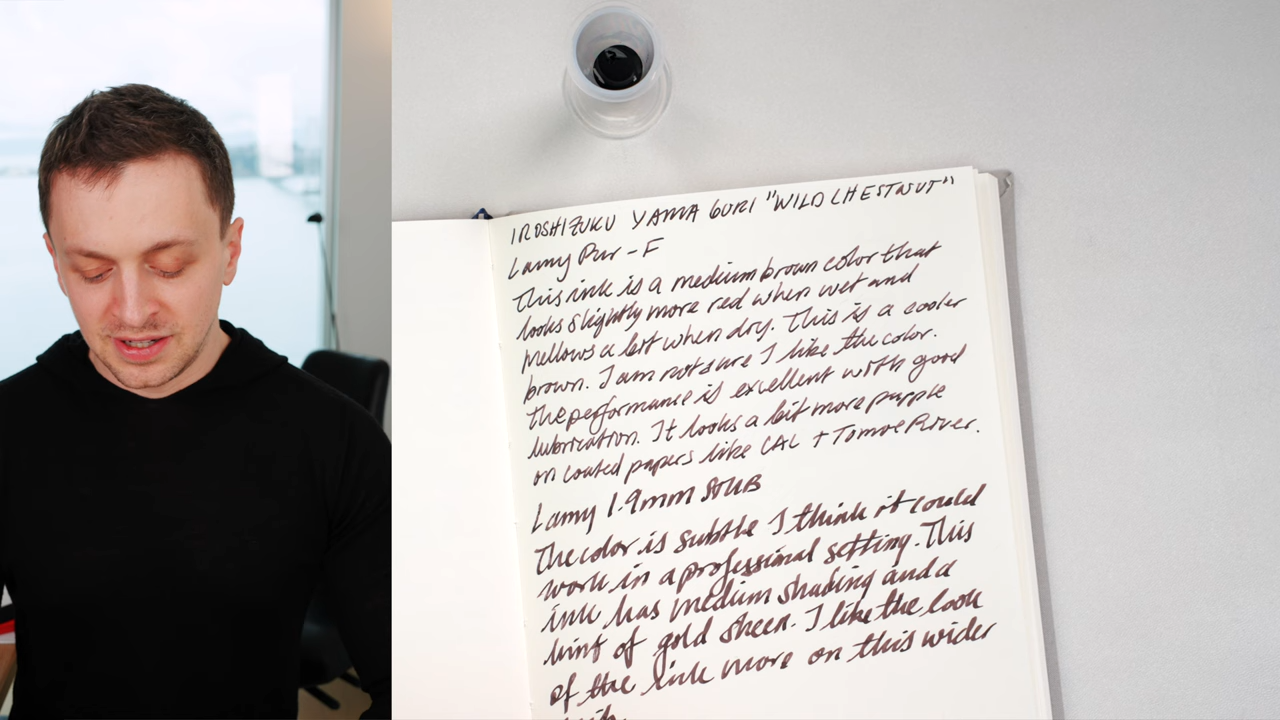 IROSHIZUKU YAMA GURI "WILD CHESTNUT"
Lamy Pur - F
This ink is a medium brown color that
looks slightly more red when wet and
mellows a bit when dry. This is a cooler
brown. I am not sure I like the color.
The performance is excellent with good
lubrication. It looks a bit more purple
on coated papers like CAL + Tomoe River.
Lamy 1.9mm STUB
The color is subtle I think it could
work in a professional setting. This
ink has medium shading and a
hint of gold sheen. I like the look
of the ink more on this wider